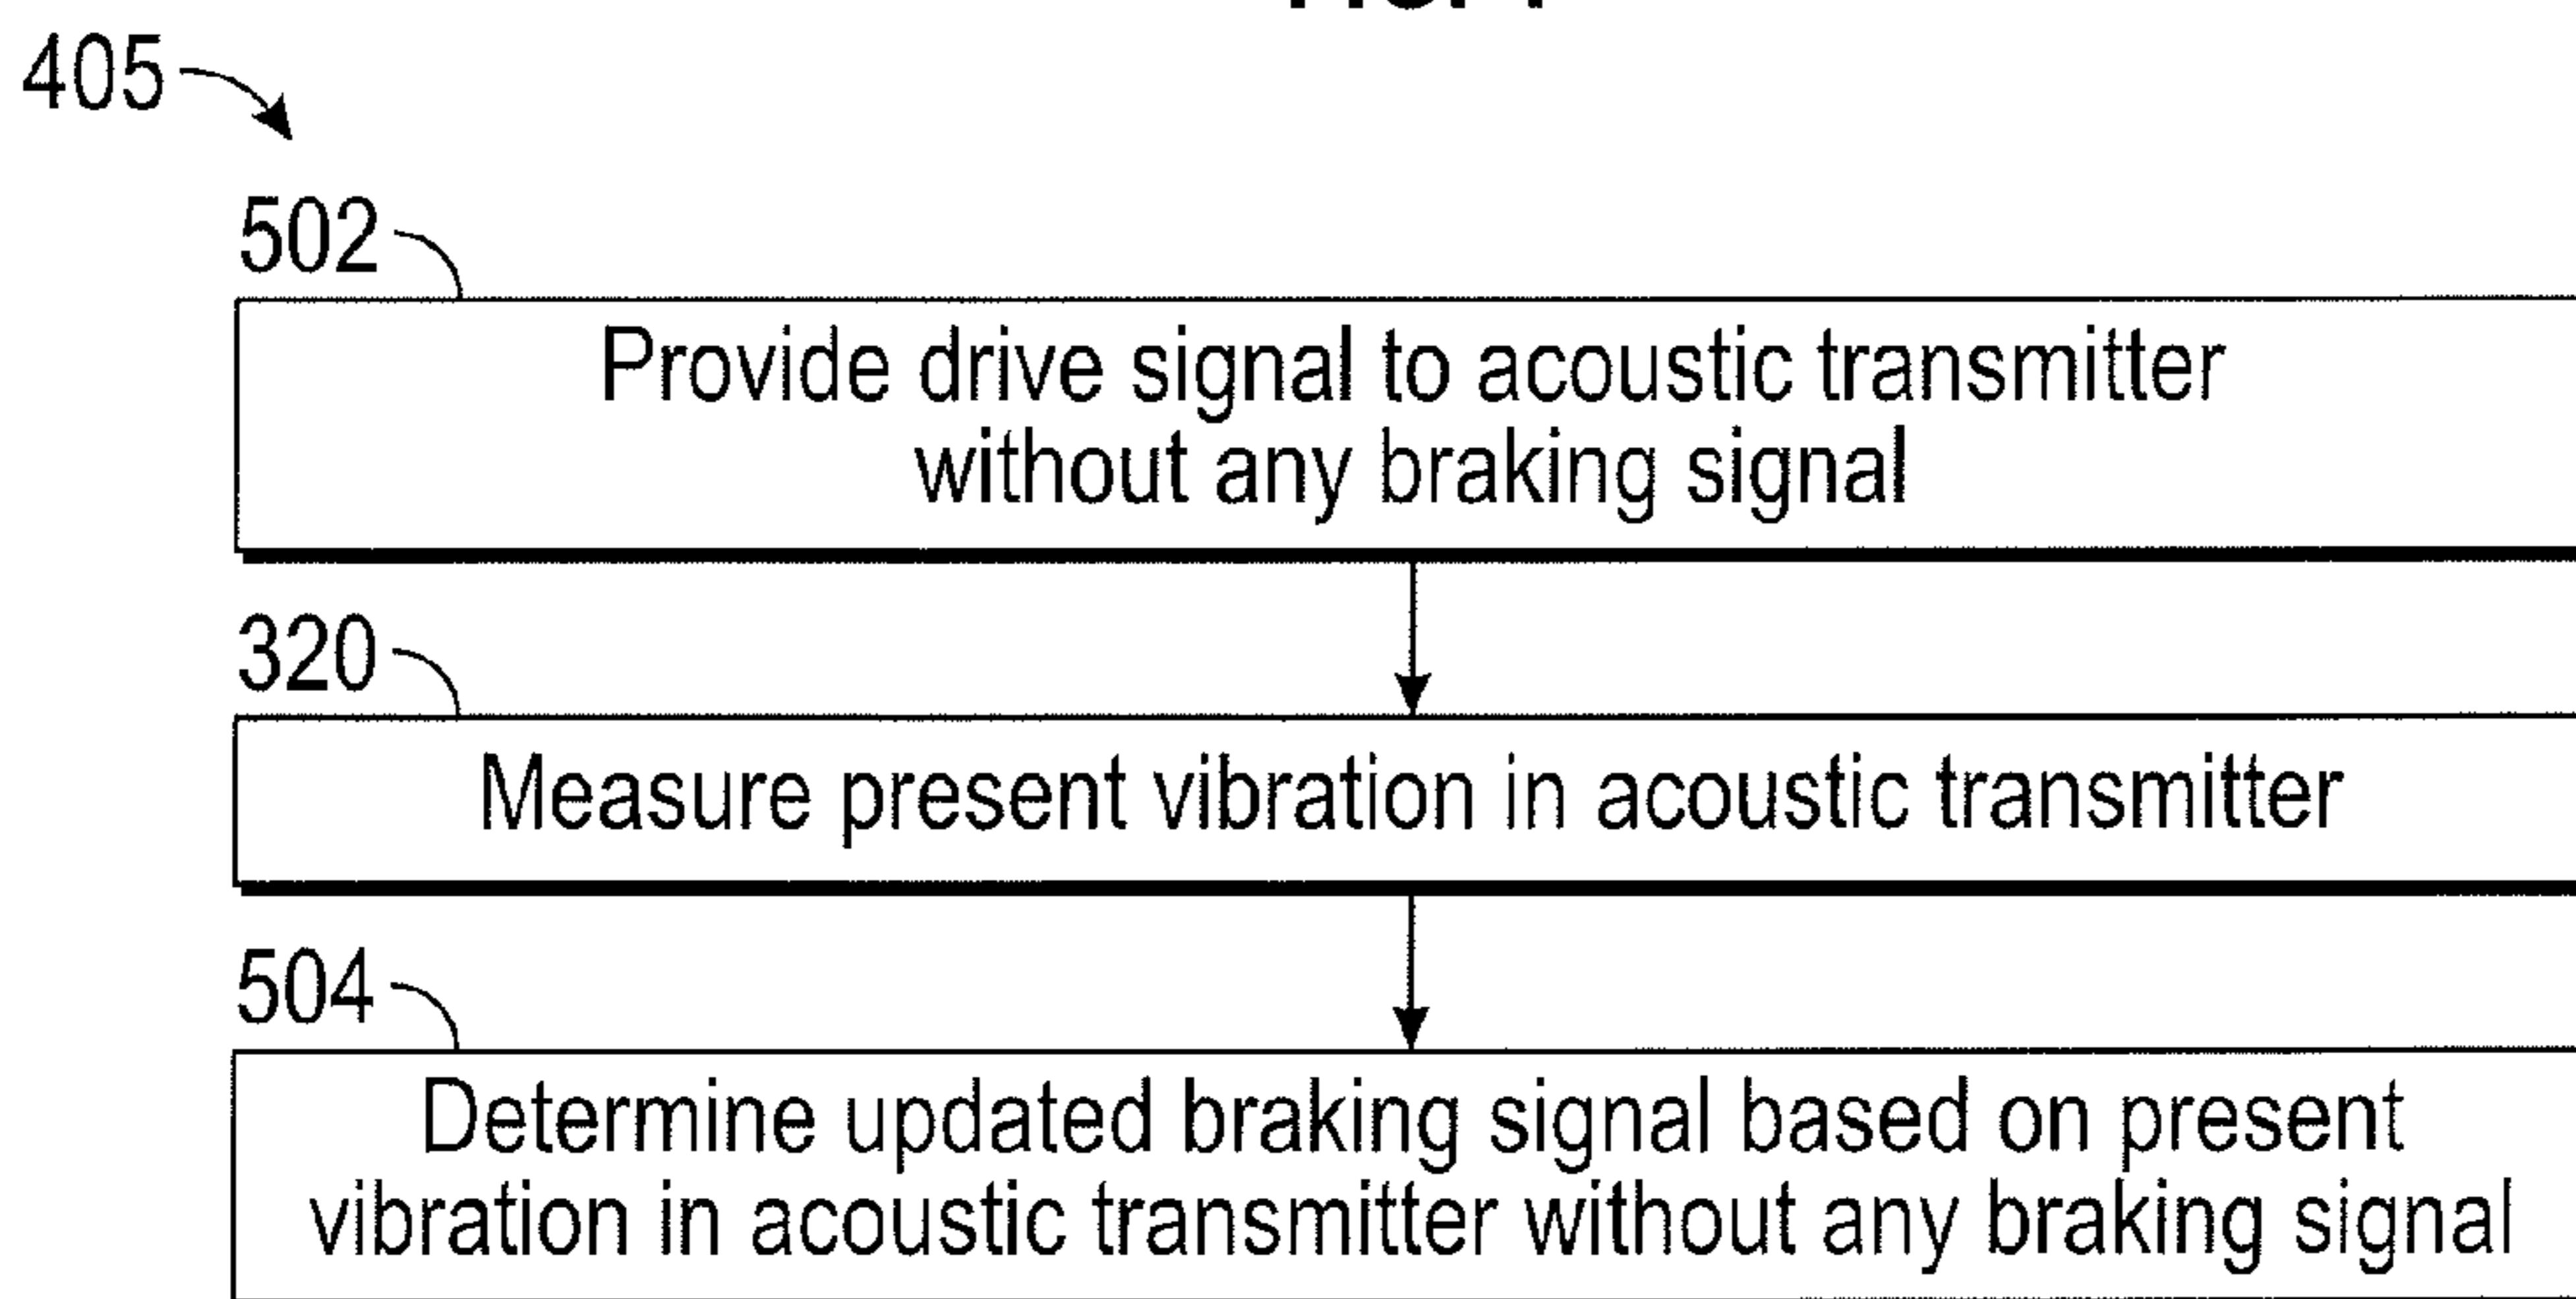 405
502
Provide drive signal to acoustic transmitter
without any braking signal
320
Measure present vibration in acoustic transmitter
504
Determine updated braking signal based on present
vibration in acoustic transmitter without any braking signal